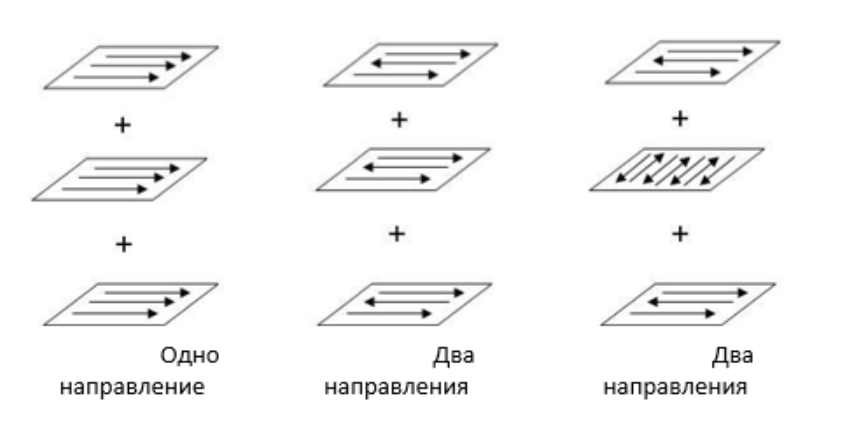 + + +
+ + +
Одно Два Два
направление направления направления